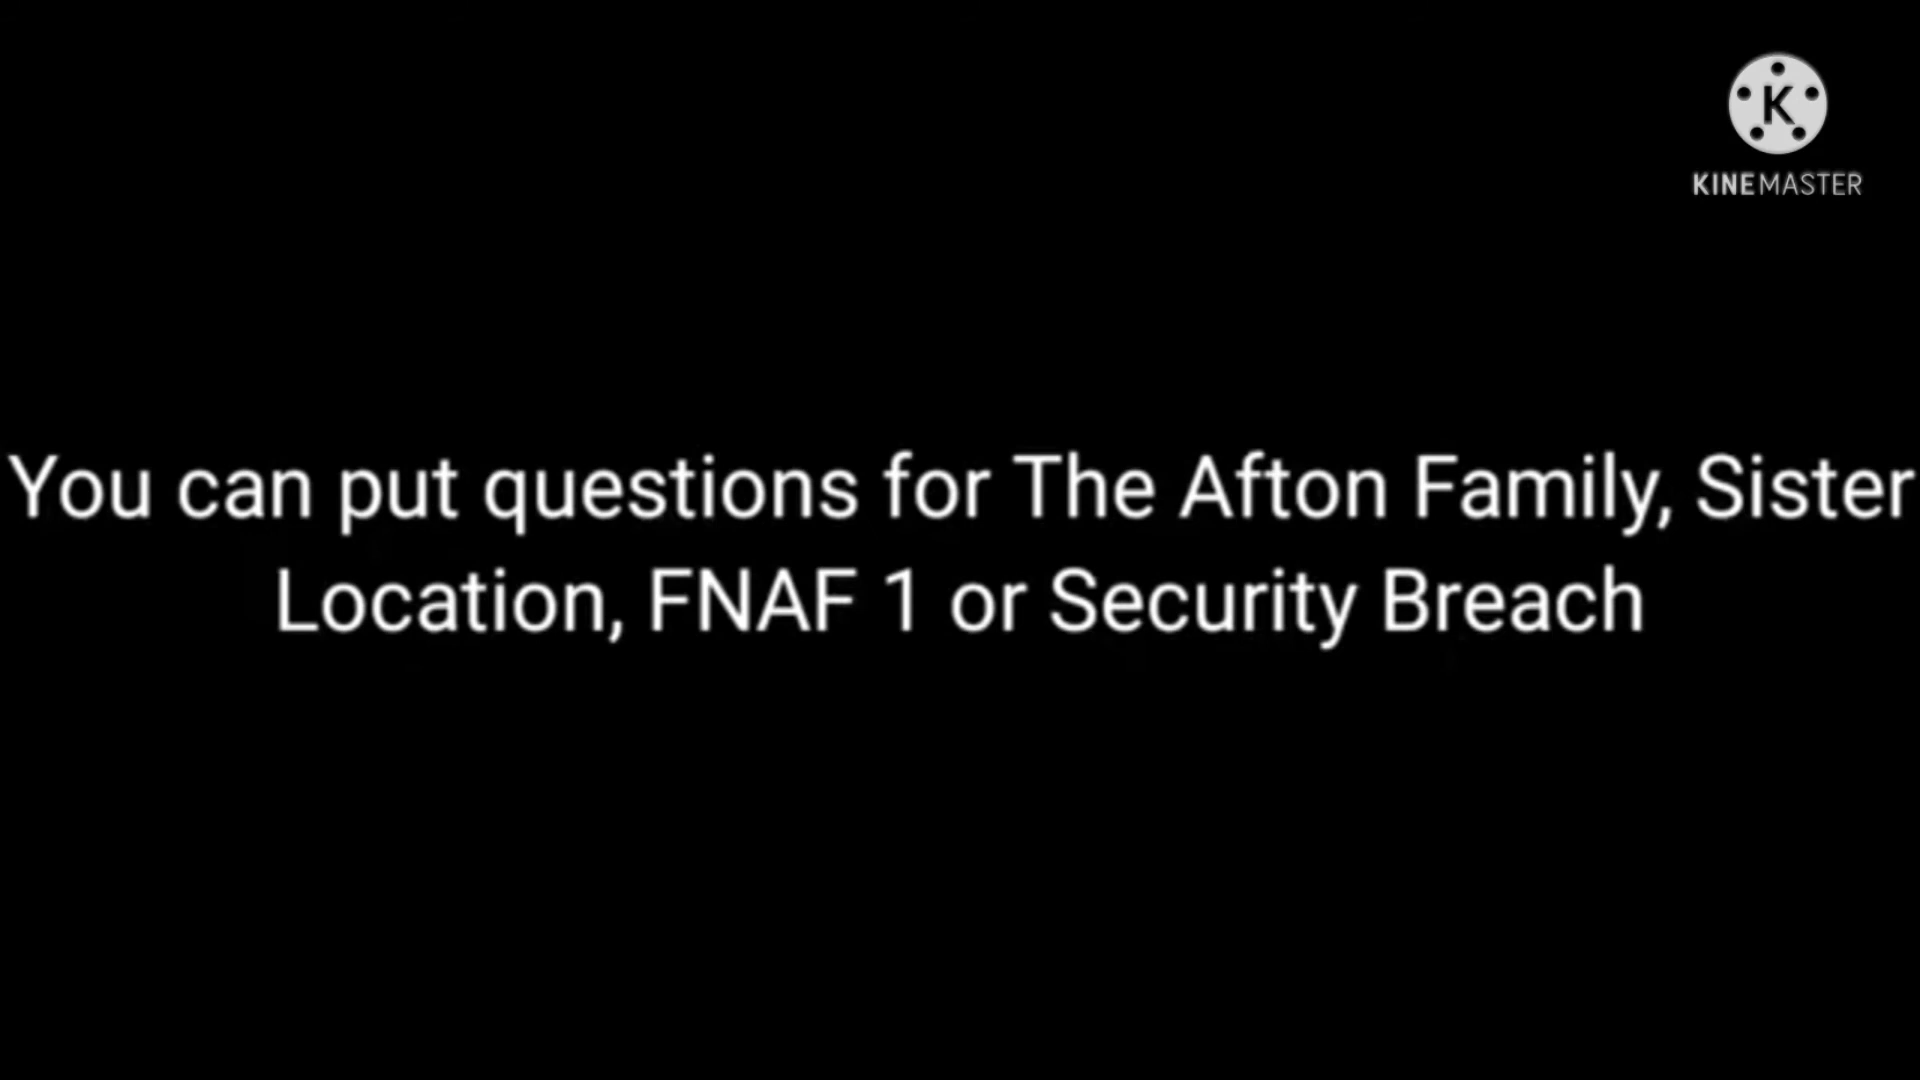 K
KINEMASTER
You can put questions for The Afton Family, Sister
Location, FNAF 1 or Security Breach